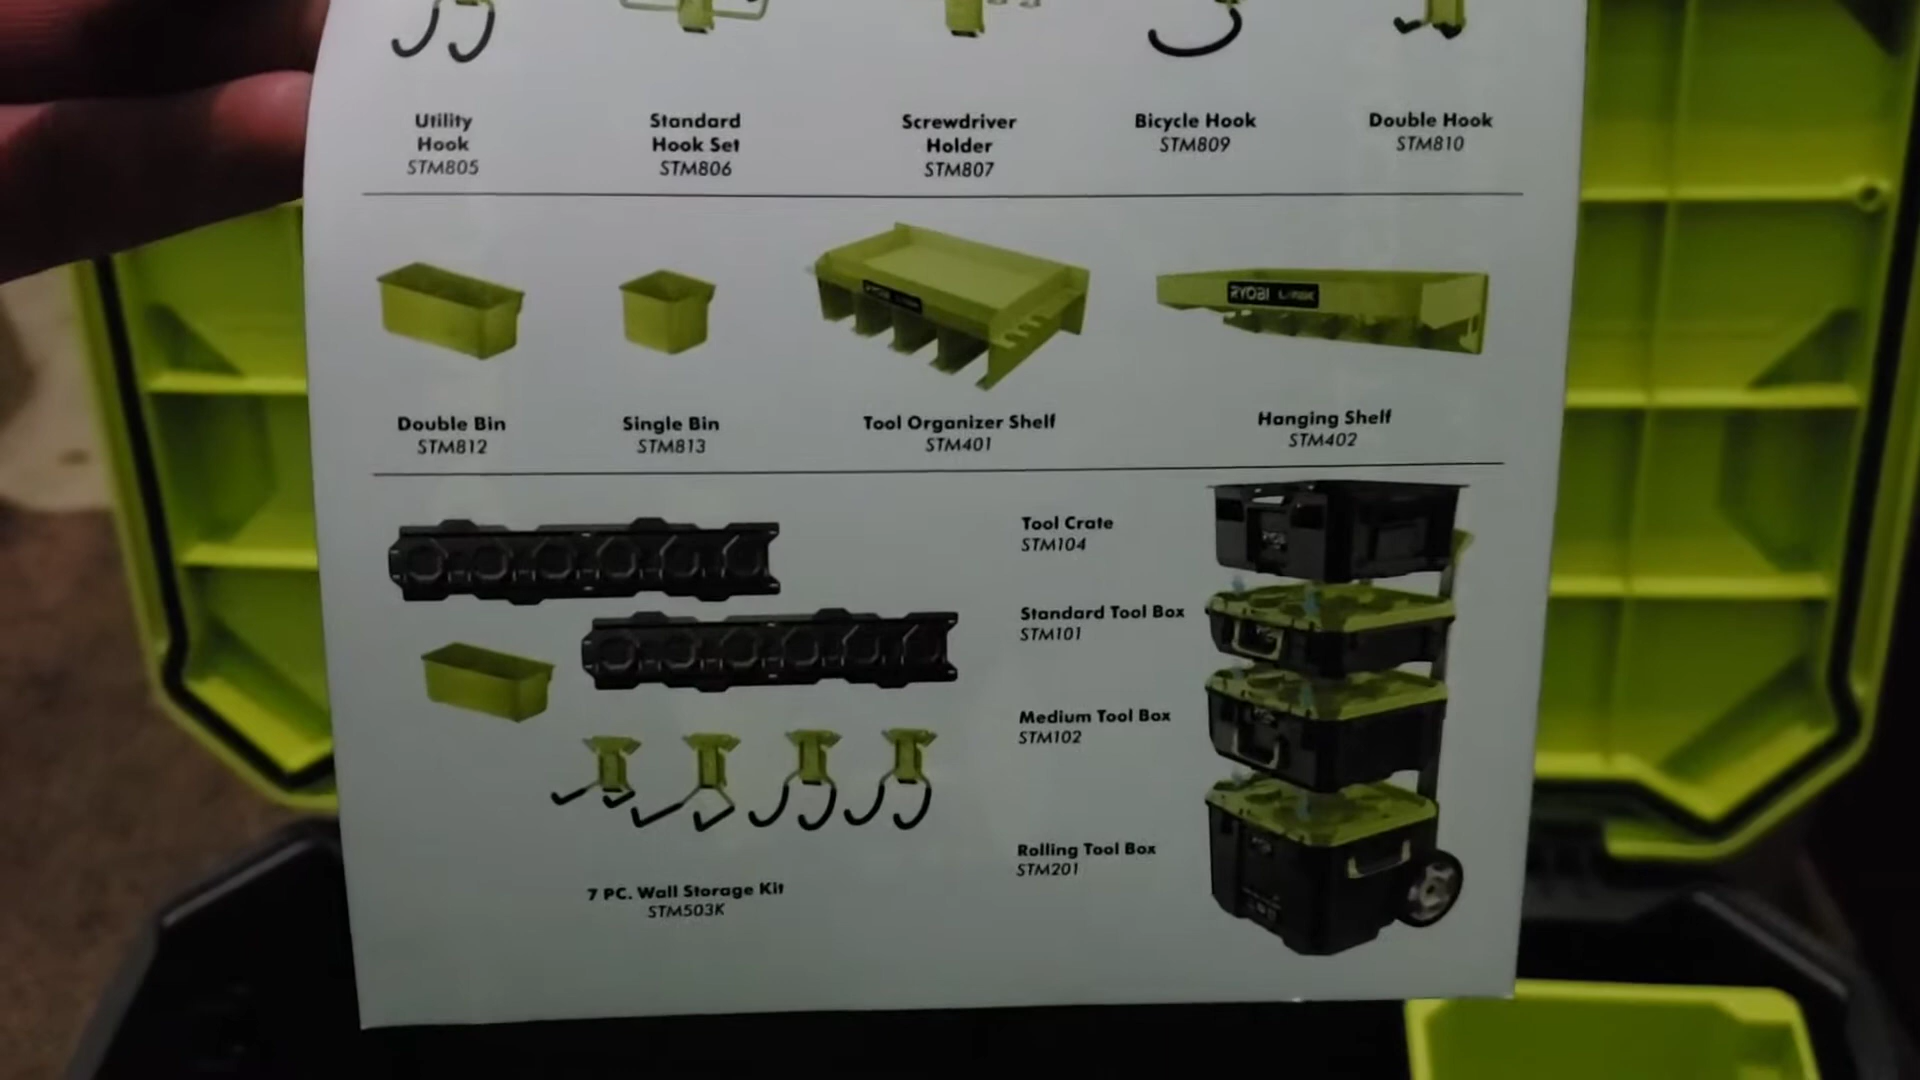 Utility
Hook
STM805
Standard
Hook Set
STM806
Screwdriver
Holder
STM807
Bicycle Hook
STM809
Double Hook
STM810
RYOBI
RYOBI LINK
Double Bin
STM812
Single Bin
STM813
Tool Organizer Shelf
STM401
Hanging Shelf
STM402
Tool Crate
STM104
Standard Tool Box
STM101
Medium Tool Box
STM102
Rolling Tool Box
STM201
7 PC. Wall Storage Kit
STM503K